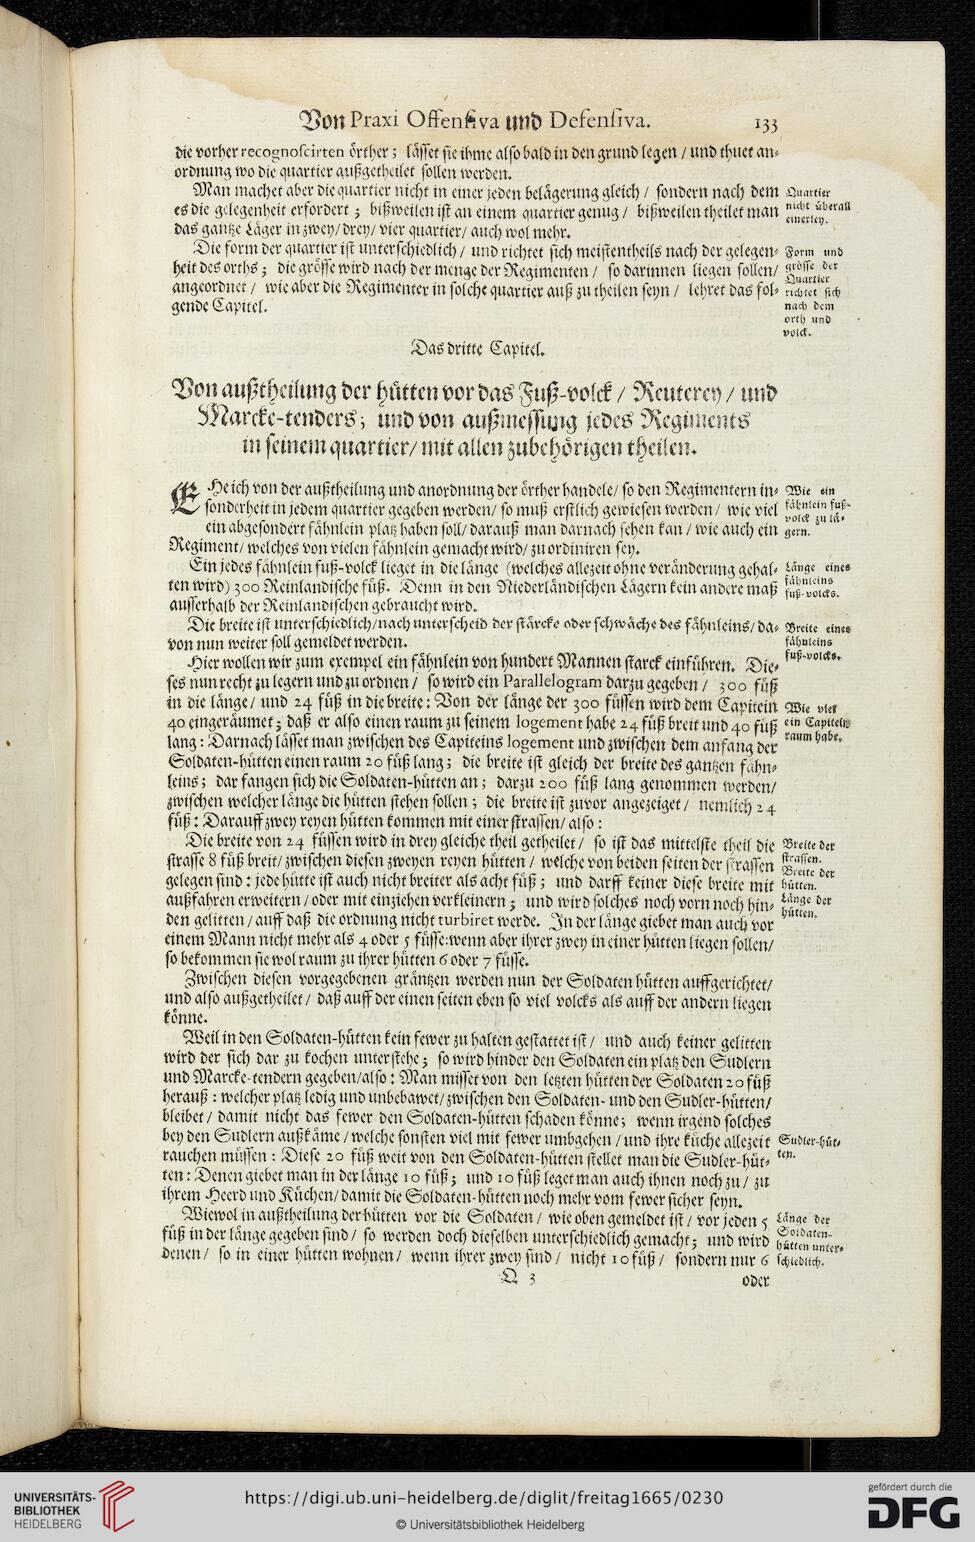 Von Praxi Offensiva und Defensiva. 133
die vorher recognoscirten örther; lässet sie ihme also bald in den grund legen / und thuet an-
ordnung wo die quartier außgetheilet sollen werden.
Man machet aber die quartier nicht in einer jeden belägerung gleich / sondern nach dem
es die gelegenheit erfordert; bißweilen ist an einem quartier genug / bißweilen theilet man
das gantze Läger in zwey / drey / vier quartier / auch wol mehr.
Quartier
nicht überall
einerley.
Die form der quartier ist unterschiedlich / und richtet sich meistentheils nach der gelegen-
heit des orths; die grösse wird nach der menge der Regimenten / so darinnen liegen sollen /
angeordnet / wie aber die Regimenter in solche quartier auß zu theilen seyn / lehret das fol-
gende Capitel.
Form und
grösse der
Quartier
richtet sich
nach dem
orth und
volck.
Das dritte Capitel.
Von außtheilung der hütten vor das Fuß-volck / Reuterey / und
Marcke-tenders; und von außmessung jedes Regiments
in seinem quartier / mit allen zubehörigen theilen.
EHe ich von der außtheilung und anordnung der örther handele / so den Regimentern in-
sonderheit in jedem quartier gegeben werden / so muß erstlich gewiesen werden / wie viel
ein abgesondert fähnlein platz haben soll / darauß man darnach sehen kan / wie auch ein
Regiment / welches von vielen fähnlein gemacht wird / zu ordiniren sey.
Wie ein
fähnlein fuß-
volck zu lä-
gern.
Ein jedes fähnlein fuß-volck lieget in die länge (welches allezeit ohne veränderung gehal-
ten wird) 300 Reinlandische füß. Denn in den Niederländischen Lägern kein andere maß
ausserhalb der Reinlandischen gebraucht wird.
Länge eines
fähnleins
fuß-volcks.
Die breite ist unterschiedlich / nach unterscheid der stärcke oder schwäche des fähnleins / da-
von nun weiter soll gemeldet werden.
Breite eines
fähnleins
fuß-volcks.
Hier wollen wir zum exempel ein fähnlein von hundert Mannen starck einführen. Die-
ses nun recht zu legern und zu ordnen / so wird ein Parallelogram darzu gegeben / 300 füß
in die länge / und 24 füß in die breite: Von der länge der 300 füssen wird dem Capitein
40 eingeräumet; daß er also einen raum zu seinem logement habe 24 füß breit und 40 füß
lang: Darnach lässet man zwischen des Capiteins logement und zwischen dem anfang der
Soldaten-hütten einen raum 20 füß lang; die breite ist gleich der breite des gantzen fähn-
leins; dar fangen sich die Soldaten-hütten an; darzu 200 füß lang genommen werden /
zwischen welcher länge die hütten stehen sollen; die breite ist zuvor angezeiget / nemlich 24
füß: Darauff zwey reyen hütten kommen mit einer strassen / also:
Wie viel
ein Capitein
raum habe.
Die breite von 24 füssen wird in drey gleiche theil getheilet / so ist das mittelste theil die
strasse 8 füß breit / zwischen diesen zweyen reyen hütten / welche von beiden seiten der strassen
gelegen sind: jede hütte ist auch nicht breiter als acht füß; und darff keiner diese breite mit
außfahren erweitern / oder mit einziehen verkleinern; und wird solches noch vorn noch hin-
den gelitten / auff daß die ordnung nicht turbiret werde. In der länge giebet man auch vor
einem Mann nicht mehr als 4 oder 5 füsse: wenn aber ihrer zwey in einer hütten liegen sollen /
so bekommen sie wol raum zu ihrer hütten 6 oder 7 füsse.
Breite der
strassen.
Breite der
hütten.
Länge der
hütten.
Zwischen diesen vorgegebenen gräntzen werden nun der Soldaten hütten auffgerichtet /
und also außgetheilet / daß auff der einen seiten eben so viel volcks als auff der andern liegen
könne.
Weil in den Soldaten-hütten kein fewer zu halten gestattet ist / und auch keiner gelitten
wird der sich dar zu kochen unterstehe; so wird hinder den Soldaten ein platz den Sudlern
und Marcke-tendern gegeben / also: Man misset von den letzten hütten der Soldaten 20 füß
herauß: welcher platz ledig und unbebawet / zwischen den Soldaten- und den Sudler-hütten /
bleibet / damit nicht das fewer den Soldaten-hütten schaden könne; wenn irgend solches
bey den Sudlern außkäme / welche sonsten viel mit fewer umbgehen / und ihre küche allezeit
rauchen müssen: Diese 20 füß weit von den Soldaten-hütten stellet man die Sudler-hüt-
ten: Denen giebet man in der länge 10 füß; und 10 füß leget man auch ihnen noch zu / zu
ihrem Heerd und Küchen / damit die Soldaten-hütten noch mehr vom fewer sicher seyn.
Sudler-hüt-
ten.
Wiewol in außtheilung der hütten vor die Soldaten / wie oben gemeldet ist / vor jeden 5
füß in der länge gegeben sind / so werden doch dieselben unterschiedlich gemacht; und wird
denen / so in einer hütten wohnen / wenn ihrer zwey sind / nicht 10 füß / sondern nur 6
Länge der
Soldaten-
hütten unter-
schiedlich.
Q 3 oder
UNIVERSITÄTS-
BIBLIOTHEK
HEIDELBERG
https://digi.ub.uni-heidelberg.de/diglit/freitag1665/0230
© Universitätsbibliothek Heidelberg
gefördert durch die
DFG